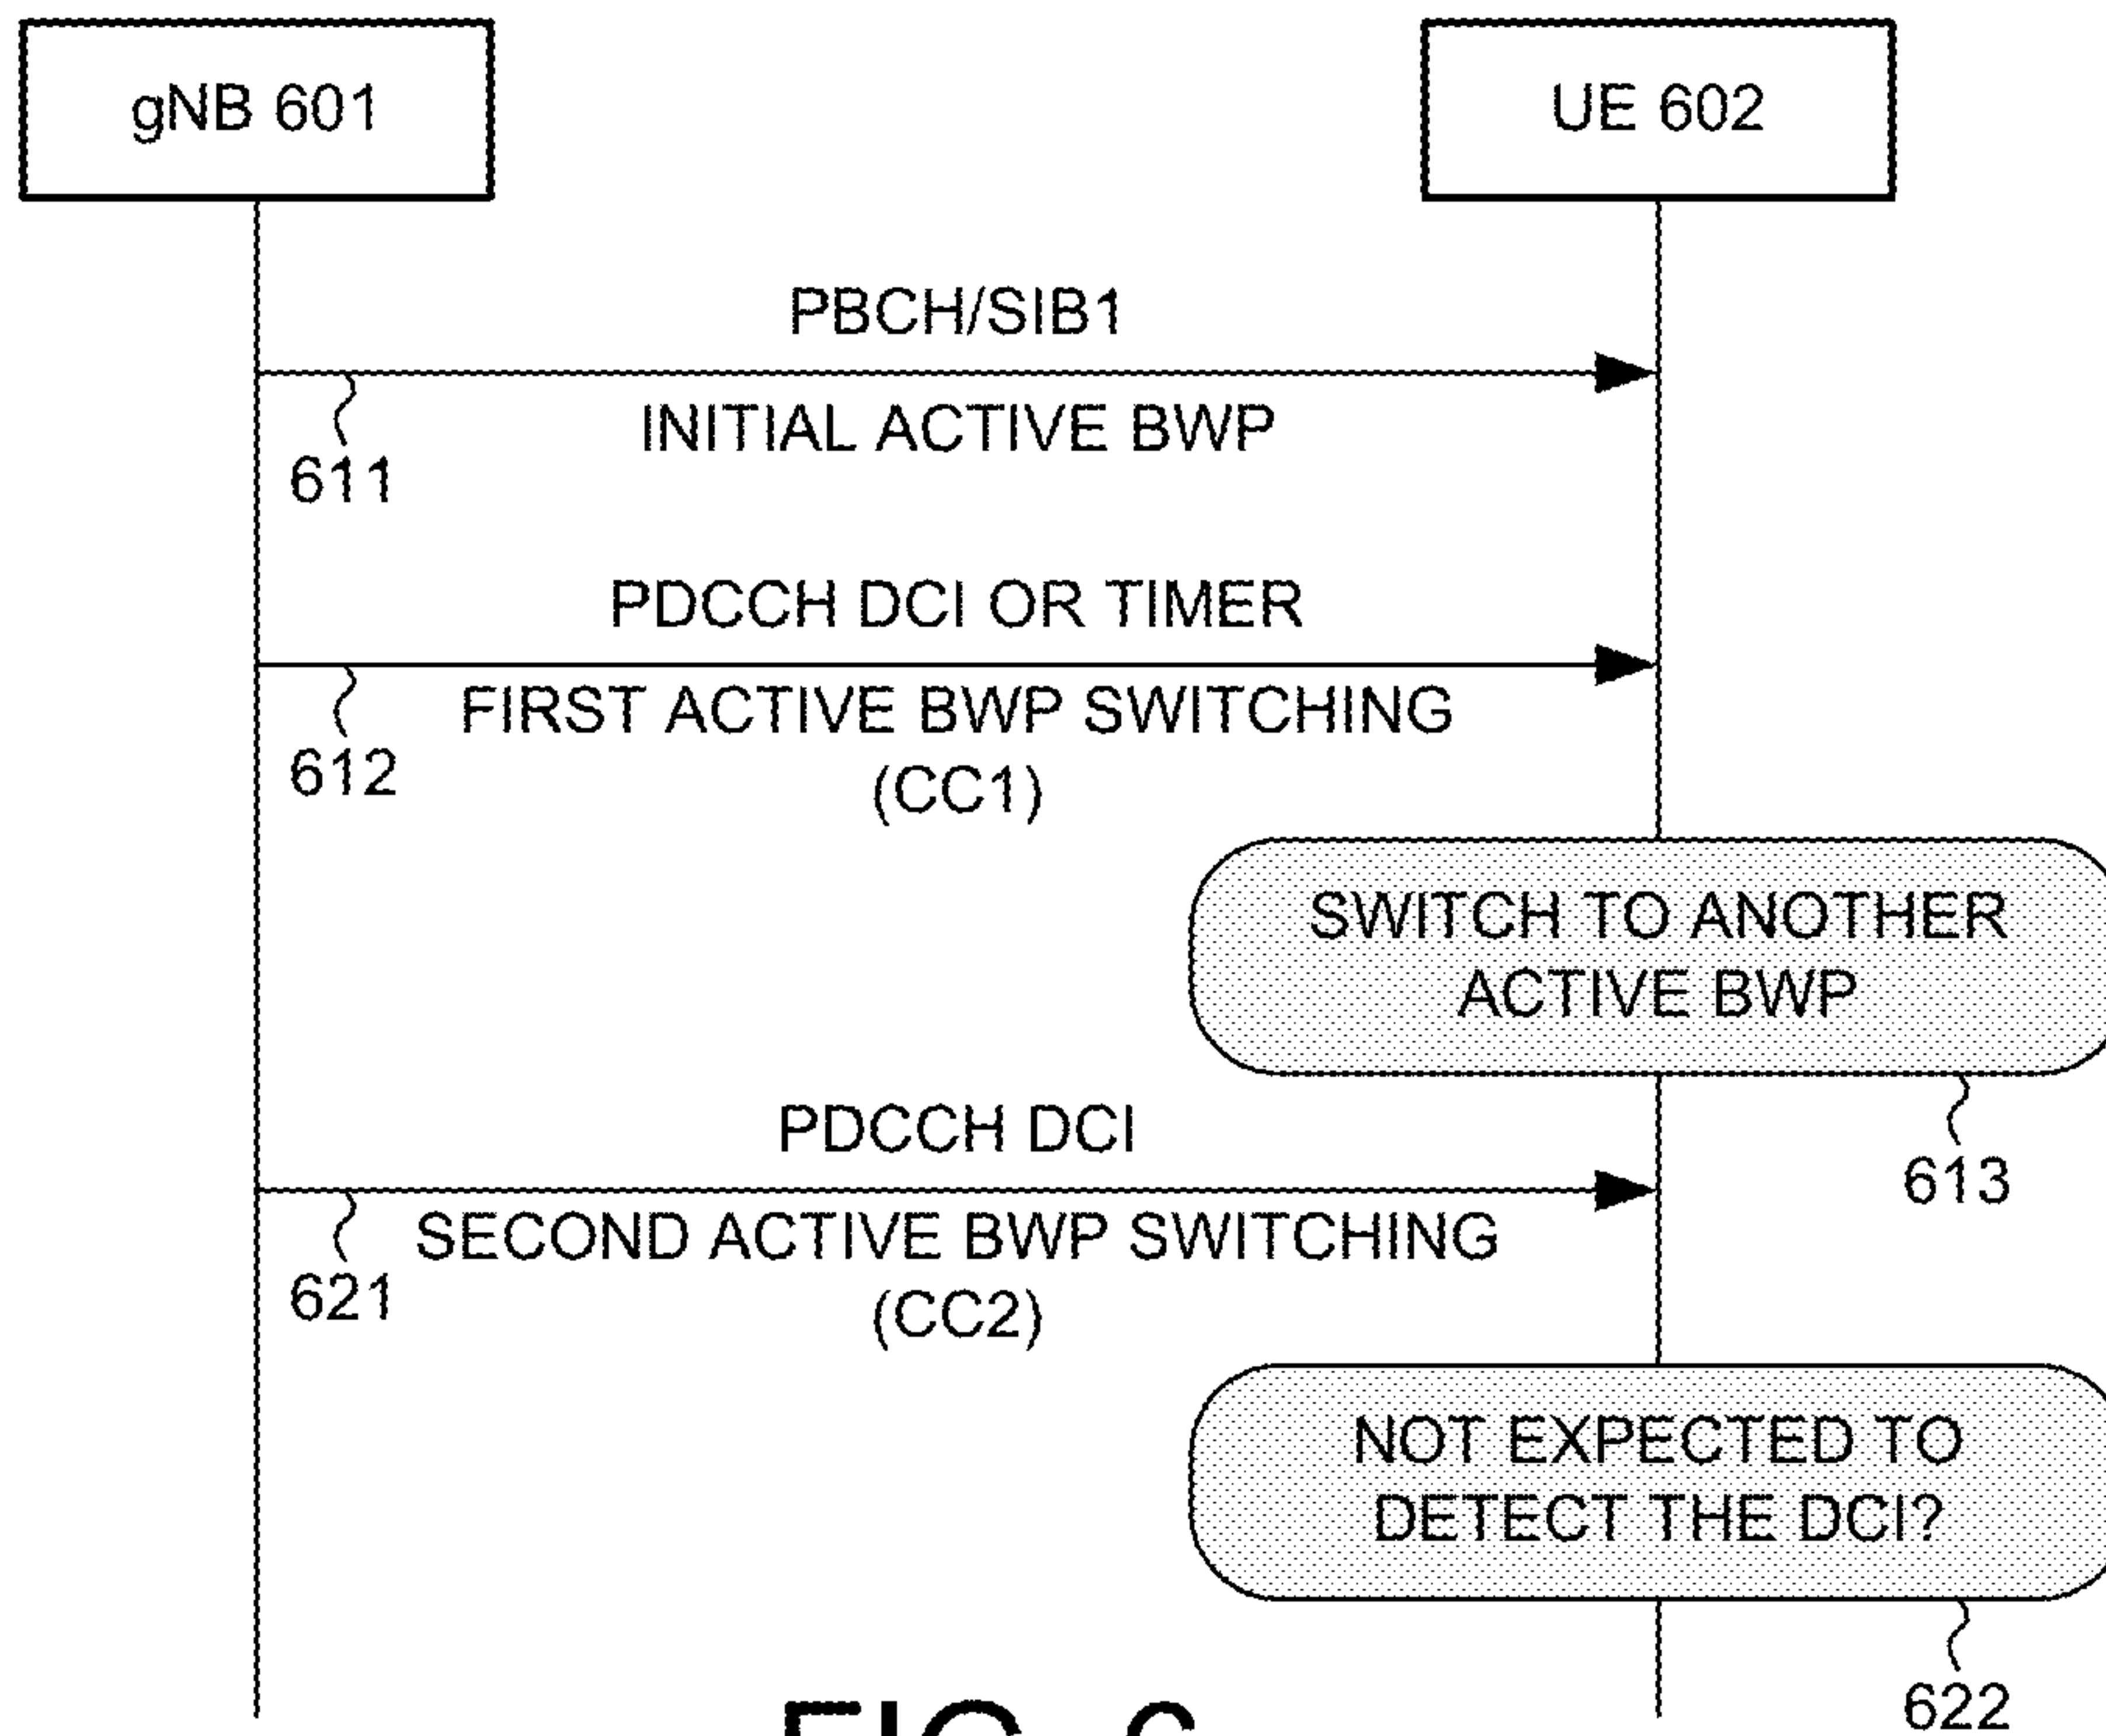 gNB 601
UE 602
PBCH/SIB1
INITIAL ACTIVE BWP
611
PDCCH DCI OR TIMER
FIRST ACTIVE BWP SWITCHING
(CC1)
612
SWITCH TO ANOTHER
ACTIVE BWP
613
PDCCH DCI
SECOND ACTIVE BWP SWITCHING
(CC2)
621
NOT EXPECTED TO
DETECT THE DCI?
622
FIG. 6